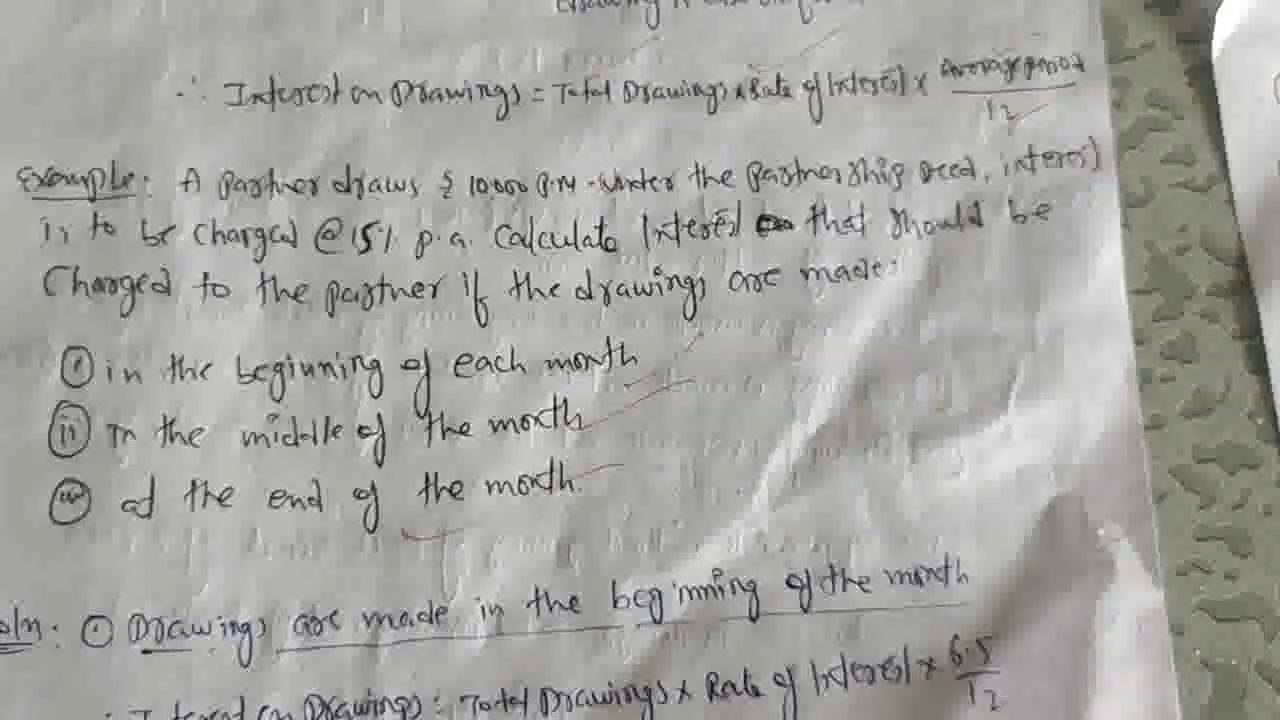 ∴ Interest on Drawings = Total Drawings x Rate of Interest x Average period / 12
Example: A partner draws ₹ 10,000 P.M. Under the partnership deed, interest
is to be charged @ 15% p.a. Calculate Interest that should be
Charged to the partner if the drawings are made:
(i) in the beginning of each month
(ii) In the middle of the month
(iii) at the end of the month.
Soln: (i) Drawings are made in the beginning of the month
: Interest on Drawings = Total Drawings x Rate of Interest x 6.5 / 12